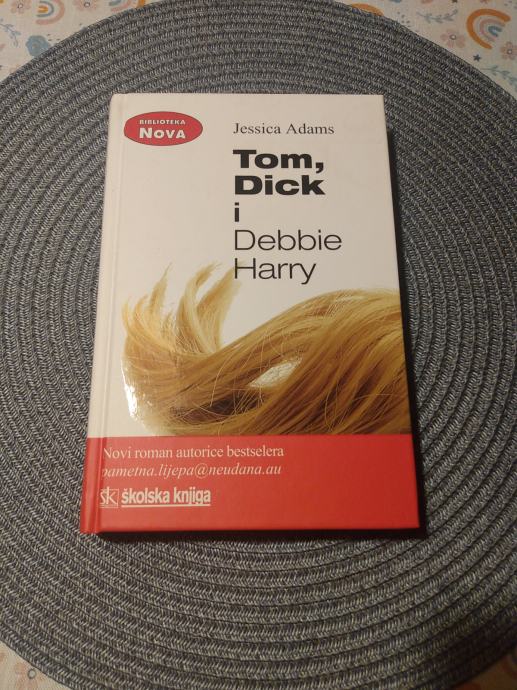 BIBLIOTEKA
NOVA
Jessica Adams
Tom,
Dick
i
Debbie
Harry
Novi roman autorice bestselera
pametna.lijepa@neudana.au
šk školska knjiga